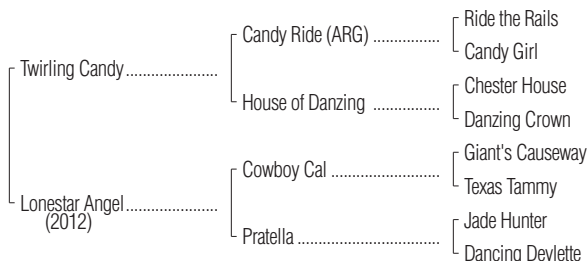 Ride the Rails
Candy Ride (ARG) ..................
Candy Girl
Twirling Candy........................
Chester House
House of Danzing ..................
Danzing Crown
Giant's Causeway
Cowboy Cal .............................
Texas Tammy
Lonestar Angel........................
(2012)
Jade Hunter
Pratella ......................................
Dancing Devlette